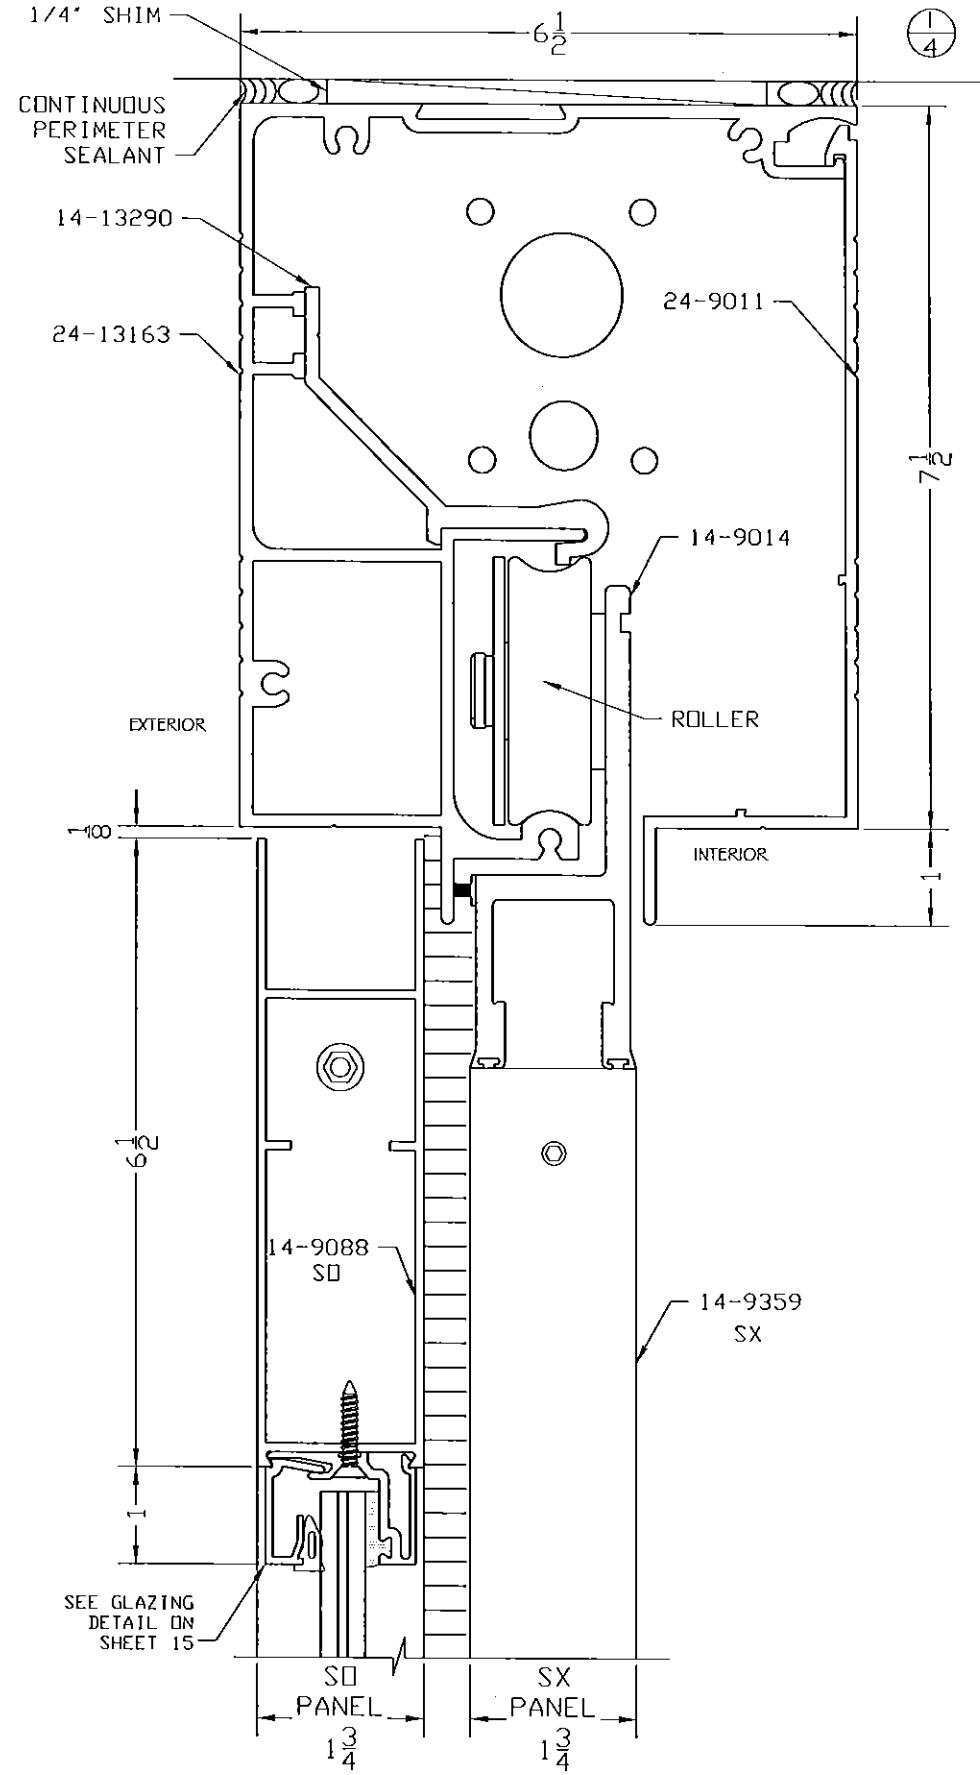 1/4" SHIM
6 1/2
1
4
CONTINUOUS
PERIMETER
SEALANT
14-13290
24-9011
24-13163
7 1/2
14-9014
ROLLER
EXTERIOR
1/8
INTERIOR
1
6 1/2
14-9088
SO
14-9359
SX
1
SEE GLAZING
DETAIL ON
SHEET 15
SO
PANEL
1 3/4
SX
PANEL
1 3/4